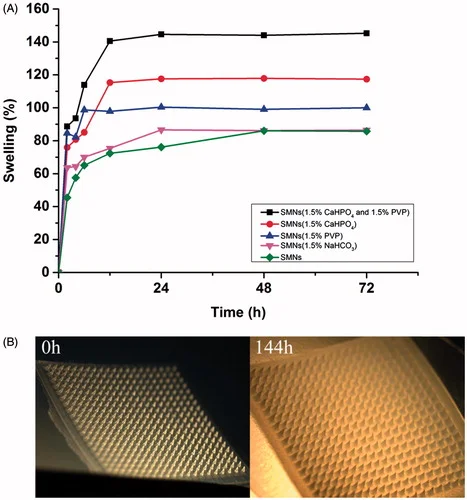 (A)
160
140
120
100
80
60
40
20
0
Swelling (%)
SMNs(1.5% CaHPO₄ and 1.5% PVP)
SMNs(1.5% CaHPO₄)
SMNs(1.5% PVP)
SMNs(1.5% NaHCO₃)
SMNs
0 24 48 72
Time (h)
(B)
0h 144h